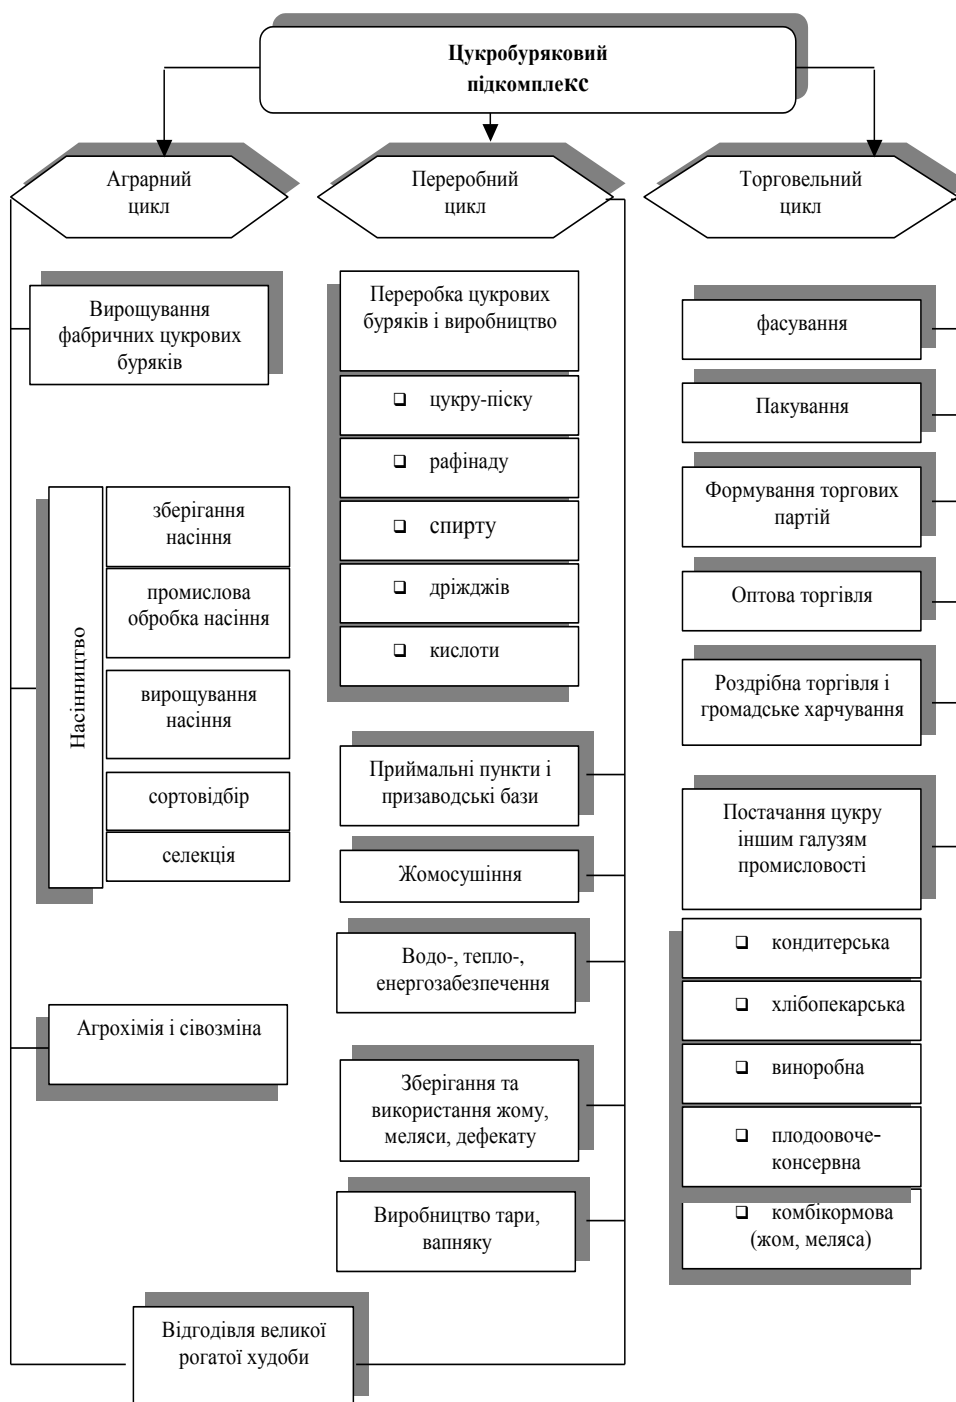 Цукробуряковий
підкомплекс
Аграрний
цикл
Переробний
цикл
Торговельний
цикл
Вирощування
фабричних цукрових
буряків
Насінництво
зберігання
насіння
промислова
обробка насіння
вирощування
насіння
сортовідбір
селекція
Агрохімія і сівозміна
Переробка цукрових
буряків і виробництво
❑ цукру-піску
❑ рафінаду
❑ спирту
❑ дріжджів
❑ кислоти
Приймальні пункти і
призаводські бази
Жомосушіння
Водо-, тепло-,
енергозабезпечення
Зберігання та
використання жому,
меляси, дефекату
Виробництво тари,
вапняку
Відгодівля великої
рогатої худоби
фасування
Пакування
Формування торгових
партій
Оптова торгівля
Роздрібна торгівля і
громадське харчування
Постачання цукру
іншим галузям
промисловості
❑ кондитерська
❑ хлібопекарська
❑ виноробна
❑ плодоовоче-
консервна
❑ комбікормова
(жом, меляса)